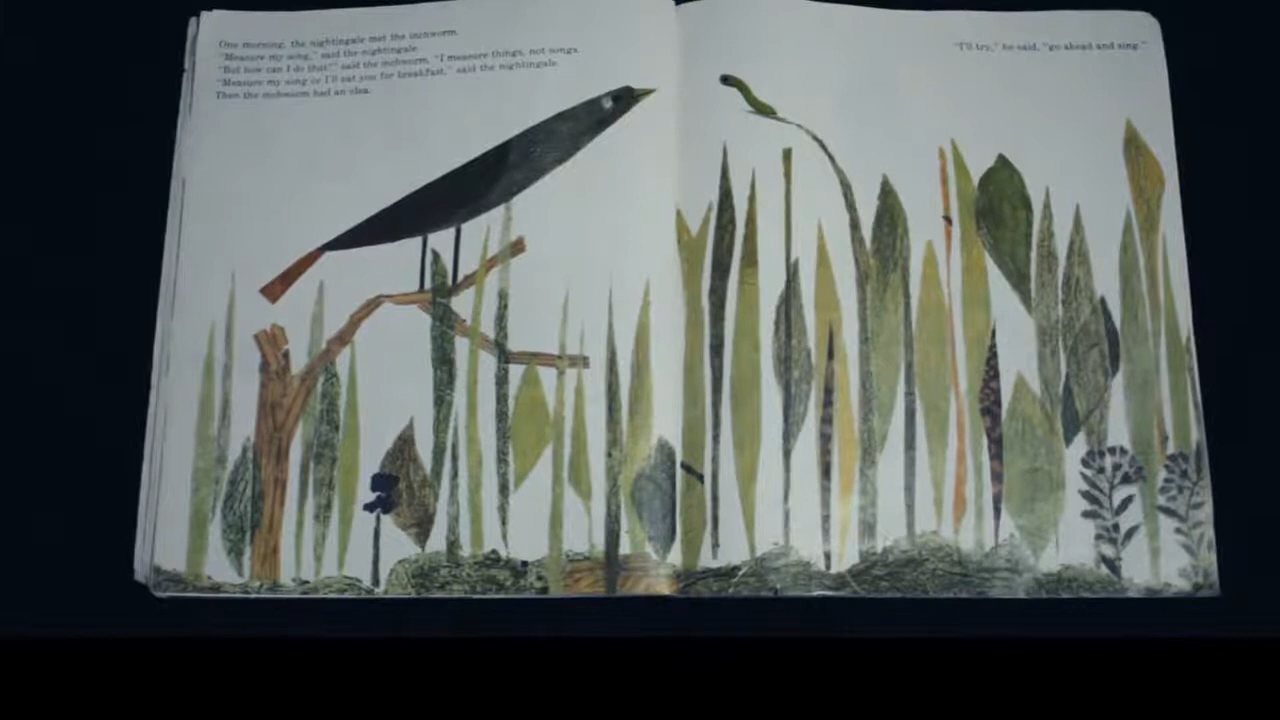 One morning, the nightingale met the inchworm.
"Measure my song," said the nightingale.
"But how can I do that?" said the inchworm. "I measure things, not songs.
"Measure my song or I'll eat you for breakfast," said the nightingale.
Then the inchworm had an idea.
"I'll try," he said, "go ahead and sing."